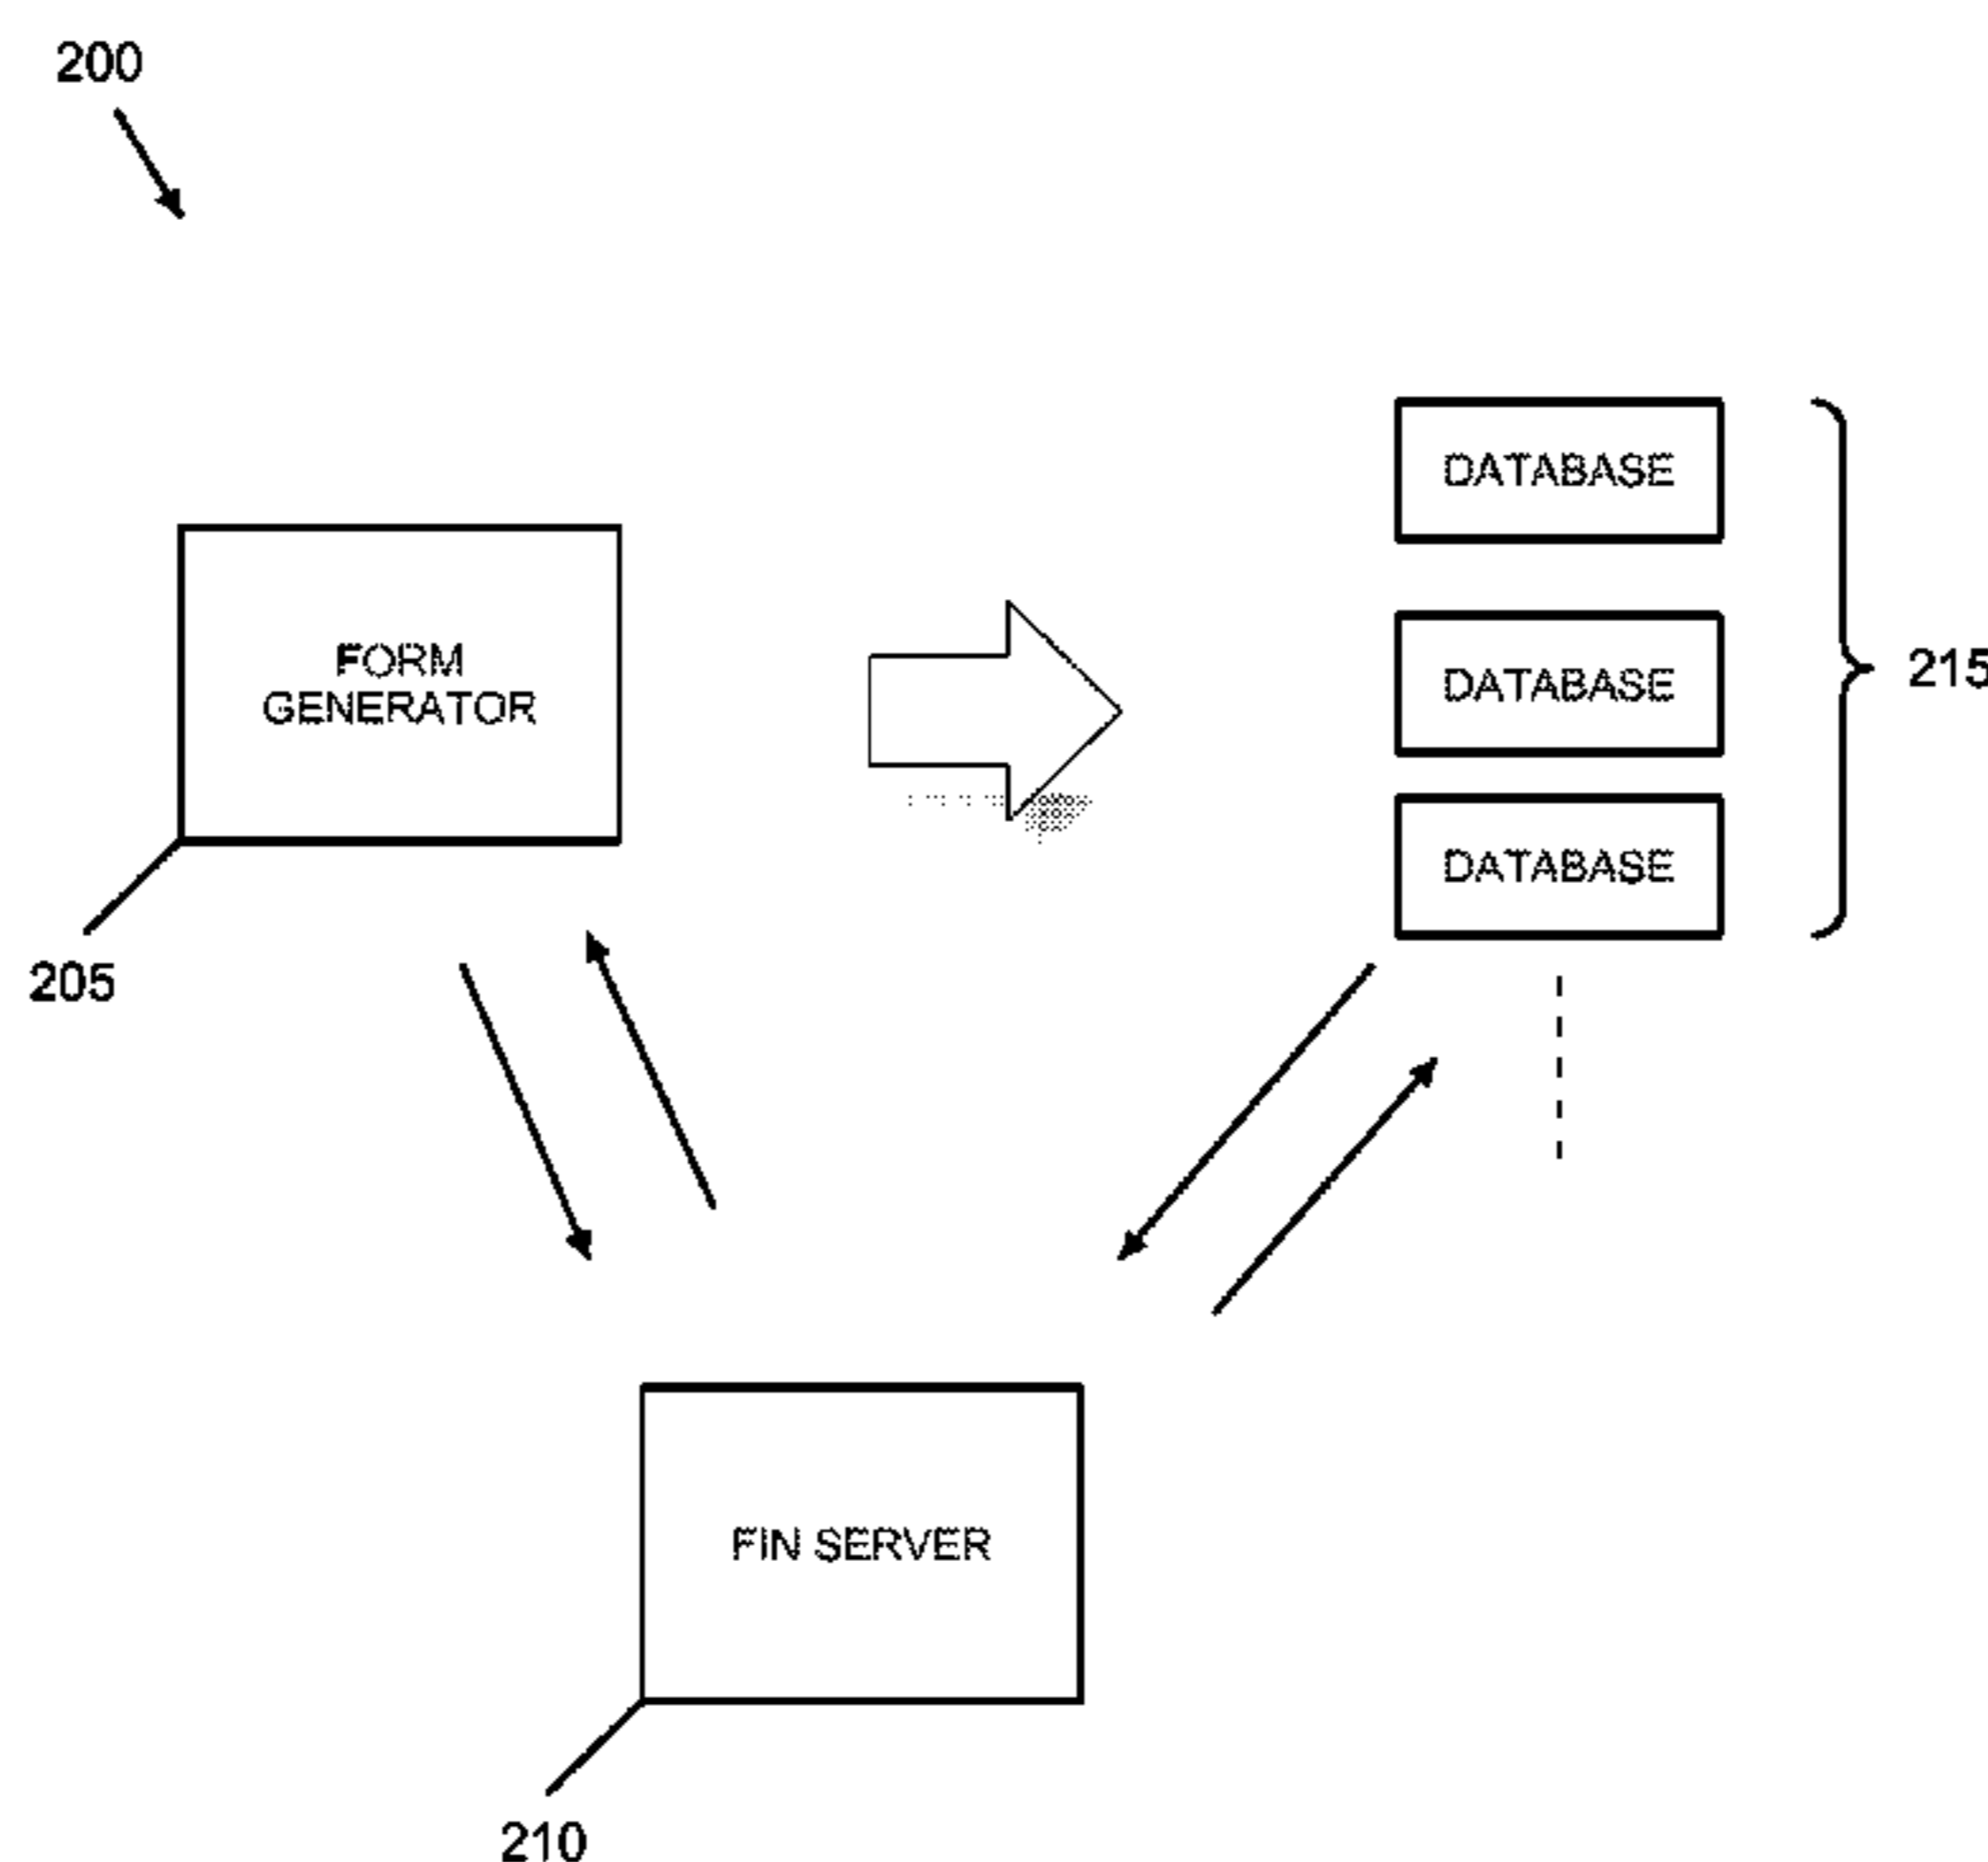 200
DATABASE
FORM
GENERATOR
DATABASE
215
DATABASE
205
FIN SERVER
210